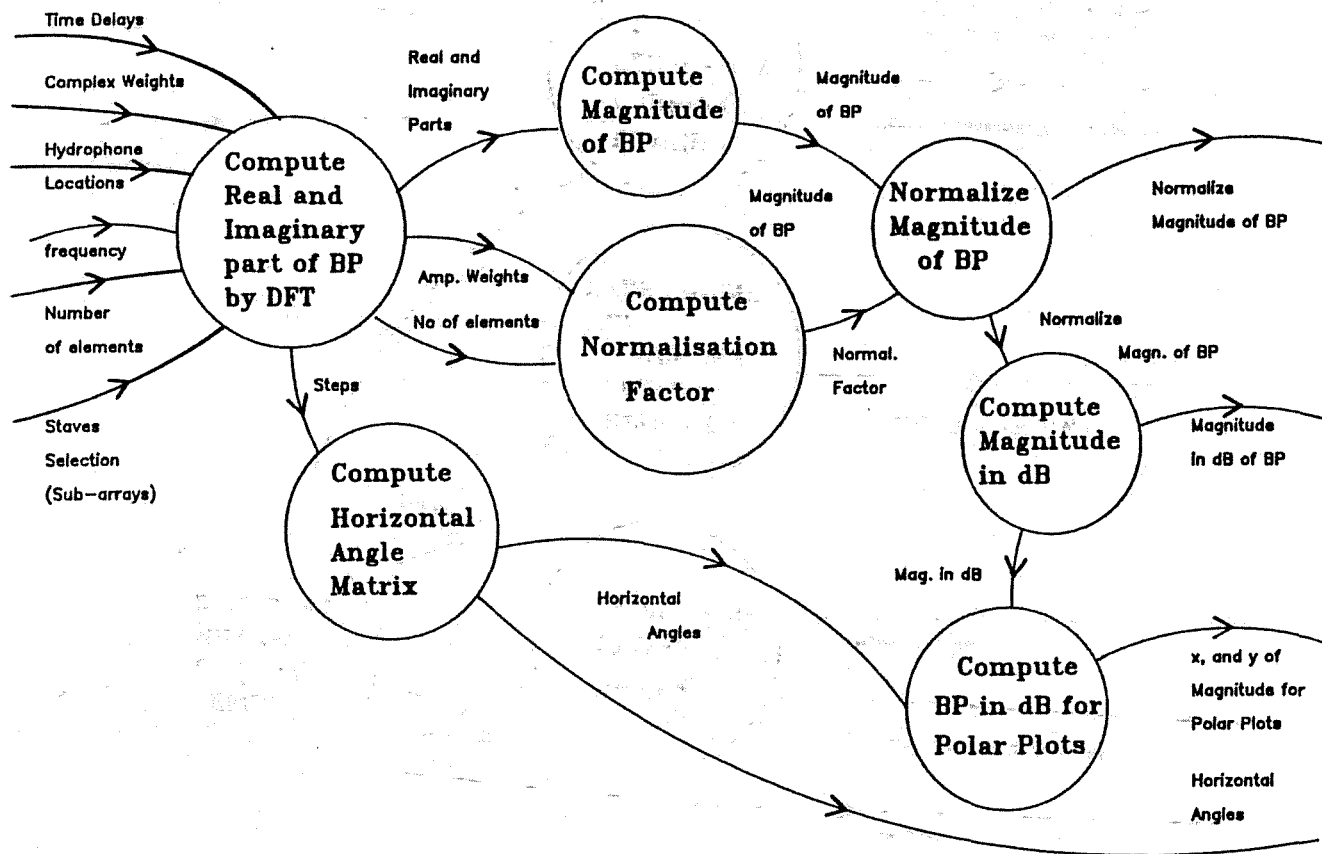 Time Delays
Complex Weights
Hydrophone
Locations
frequency
Number
of elements
Staves
Selection
(Sub-arrays)
Compute
Real and
Imaginary
part of BP
by DFT
Real and
Imaginary
Parts
Compute
Magnitude
of BP
Magnitude
of BP
Amp. Weights
No of elements
Compute
Normalisation
Factor
Magnitude
of BP
Normal.
Factor
Normalize
Magnitude
of BP
Normalize
Magnitude of BP
Normalize
Magn. of BP
Compute
Magnitude
in dB
Magnitude
in dB of BP
Steps
Compute
Horizontal
Angle
Matrix
Horizontal
Angles
Mag. in dB
Compute
BP in dB for
Polar Plots
x, and y of
Magnitude for
Polar Plots
Horizontal
Angles